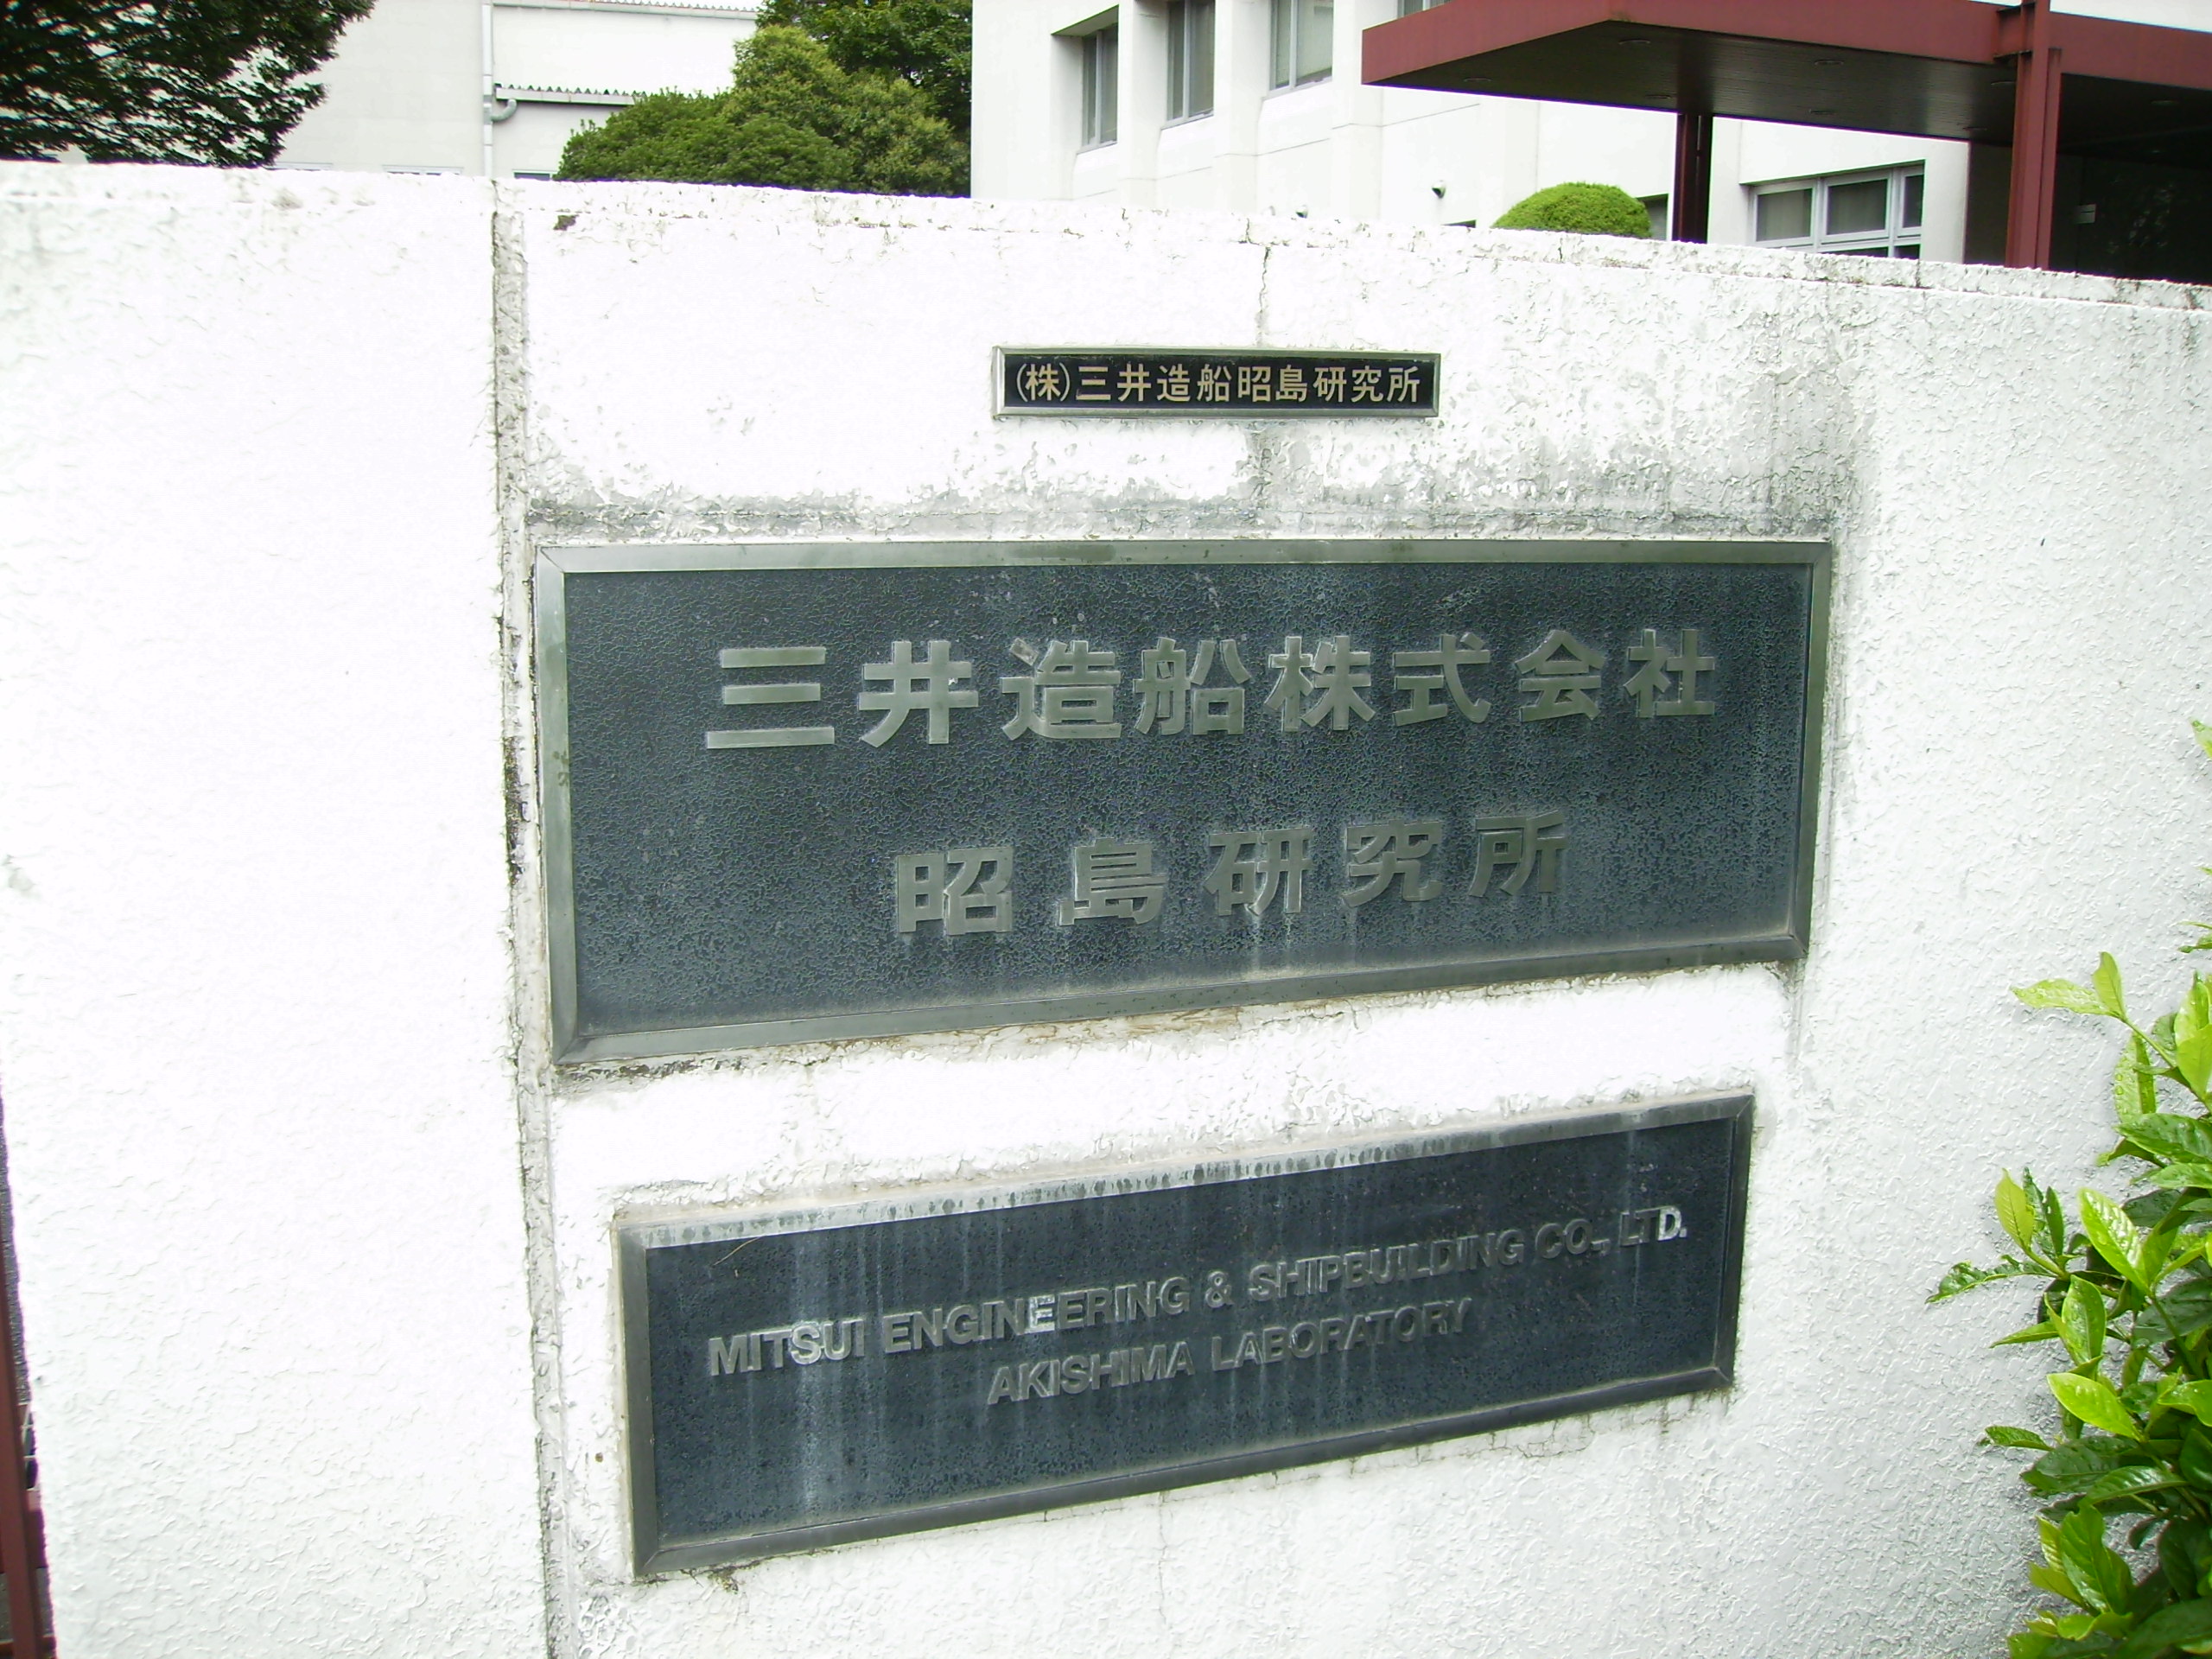 (株)三井造船昭島研究所
三井造船株式会社
昭島研究所
MITSUI ENGINEERING & SHIPBUILDING CO., LTD.
AKISHIMA LABORATORY